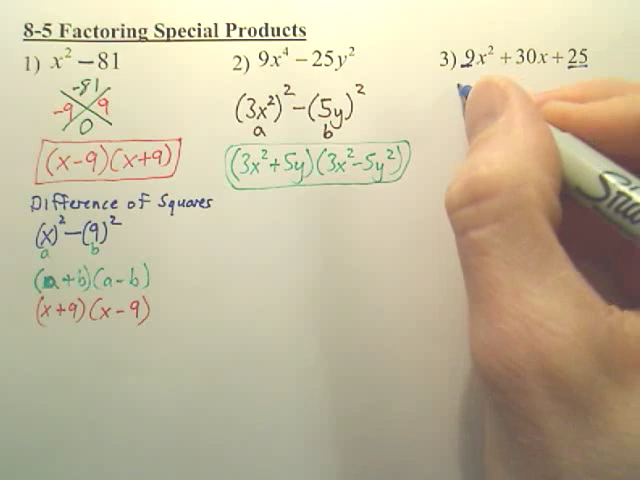 8-5 Factoring Special Products
1) x² − 81
-81
-9 9
0
(x-9)(x+9)
Difference of Squares
(x)² - (9)²
a b
(a+b)(a-b)
(x+9)(x-9)
2) 9x⁴ − 25y²
(3x²)² - (5y)²
a b
(3x²+5y)(3x²-5y²)
3) 9x² + 30x + 25